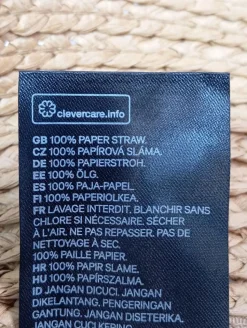 clevercare.info
GB 100% PAPER STRAW.
CZ 100% PAPÍROVÁ SLÁMA.
DE 100% PAPIERSTROH.
EE 100% ÕLG.
ES 100% PAJA-PAPEL.
FI 100% PAPERIOLKEA.
FR LAVAGE INTERDIT. BLANCHIR SANS
CHLORE SI NÉCESSAIRE. SÉCHER
À L'AIR. NE PAS REPASSER. PAS DE
NETTOYAGE À SEC.
100% PAILLE PAPIER.
HR 100% PAPIR SLAME.
HU 100% PAPÍRSZALMA.
ID JANGAN DICUCI. JANGAN
DIKELANTANG. PENGERINGAN
GANTUNG. JANGAN DISETERIKA.
JANGAN CUCI KERING